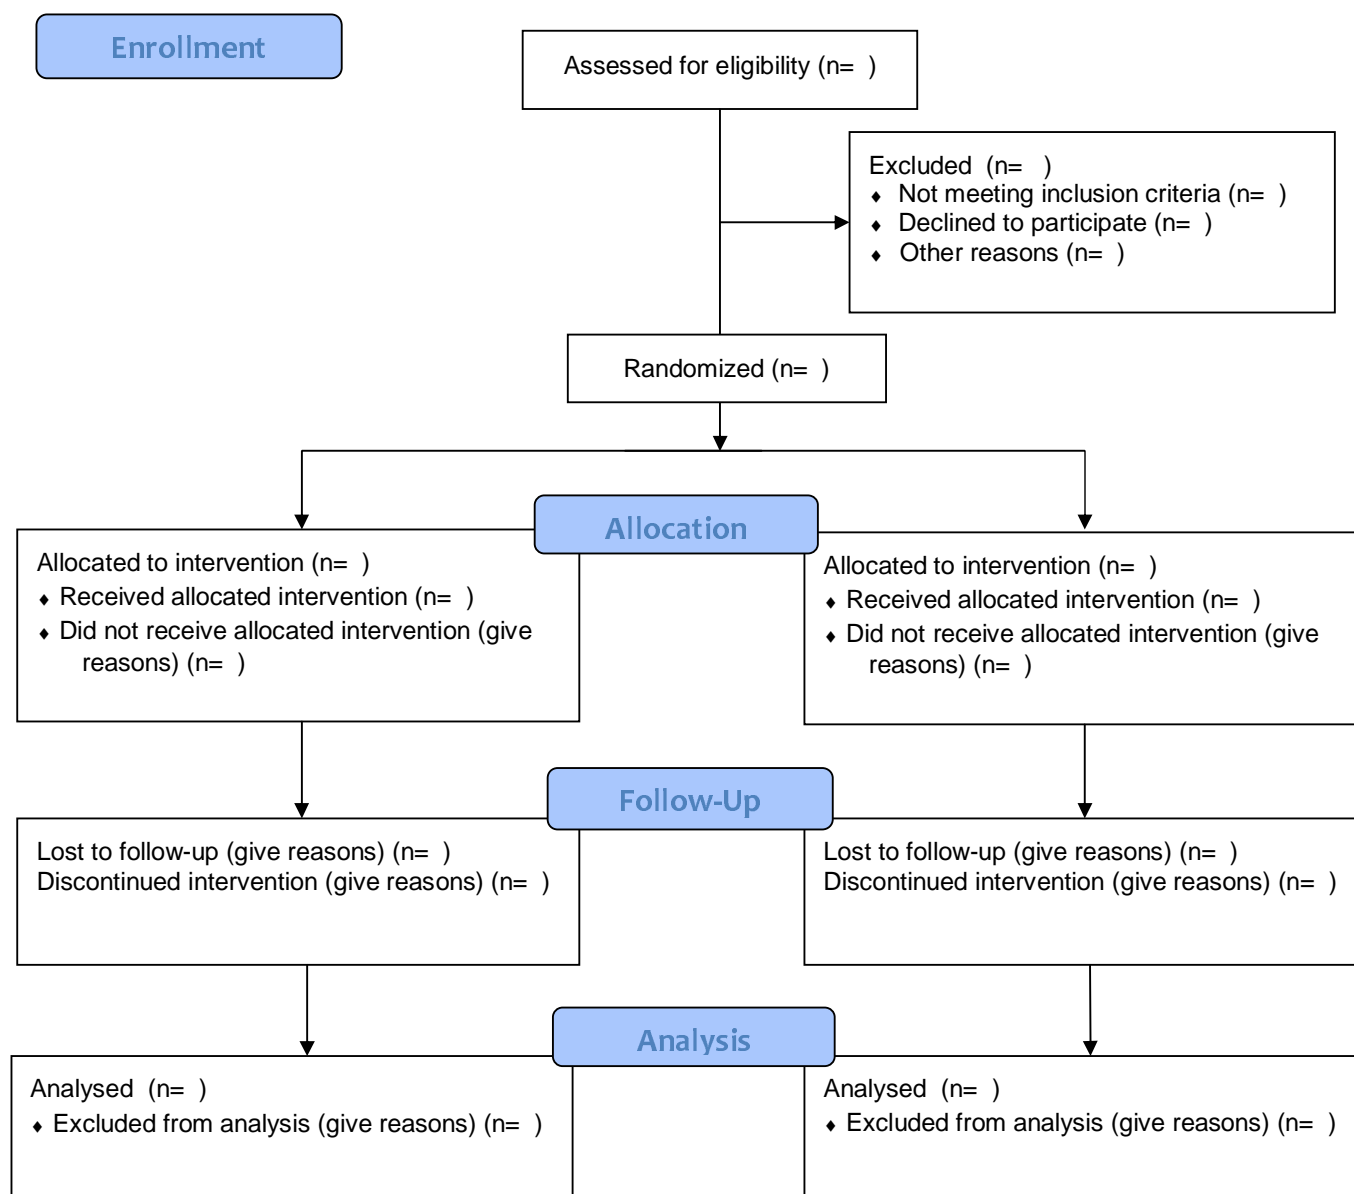 Enrollment
Assessed for eligibility (n=  )
Excluded  (n=  )
♦ Not meeting inclusion criteria (n=  )
♦ Declined to participate (n=  )
♦ Other reasons (n=  )
Randomized (n=  )
Allocation
Allocated to intervention (n=  )
♦ Received allocated intervention (n=  )
♦ Did not receive allocated intervention (give
reasons) (n=  )
Allocated to intervention (n=  )
♦ Received allocated intervention (n=  )
♦ Did not receive allocated intervention (give
reasons) (n=  )
Follow-Up
Lost to follow-up (give reasons) (n=  )
Discontinued intervention (give reasons) (n=  )
Lost to follow-up (give reasons) (n=  )
Discontinued intervention (give reasons) (n=  )
Analysis
Analysed  (n=  )
♦ Excluded from analysis (give reasons) (n=  )
Analysed  (n=  )
♦ Excluded from analysis (give reasons) (n=  )